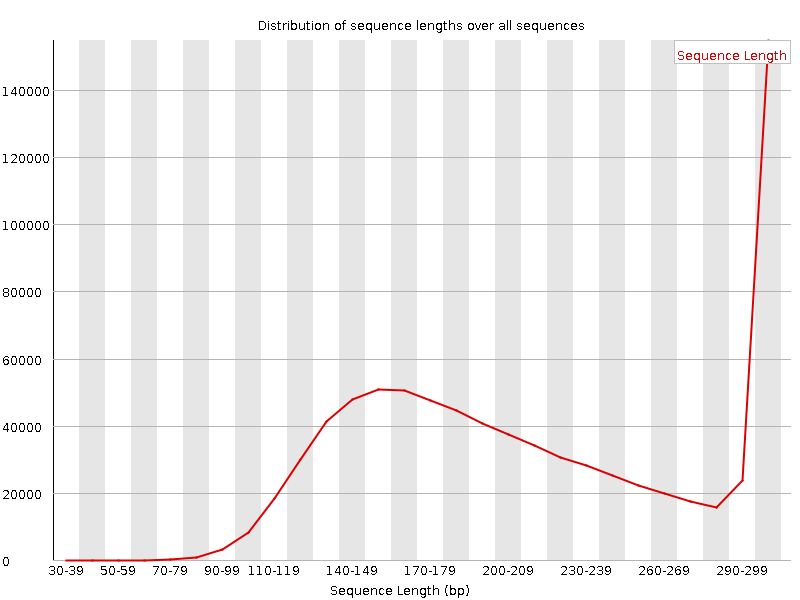 Distribution of sequence lengths over all sequences
Sequence Length
140000
120000
100000
80000
60000
40000
20000
0
30-39 50-59 70-79 90-99 110-119 140-149 170-179 200-209 230-239 260-269 290-299
Sequence Length (bp)